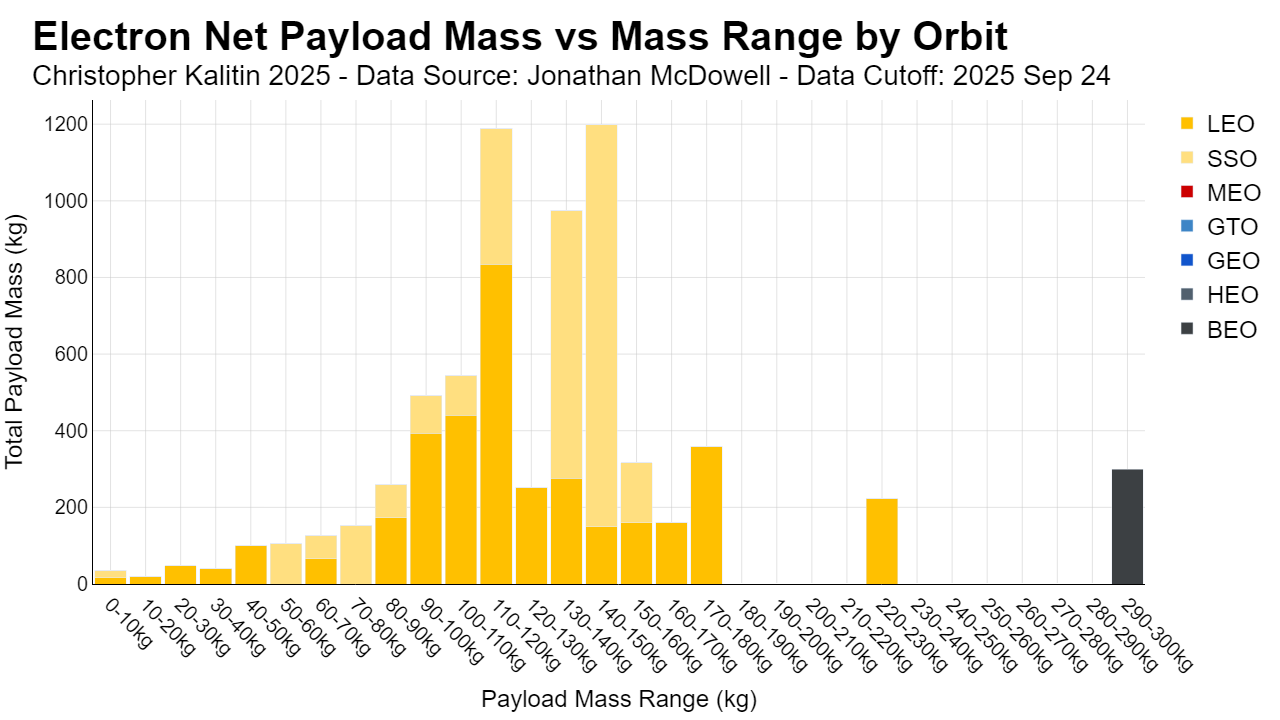 Electron Net Payload Mass vs Mass Range by Orbit
Christopher Kalitin 2025 - Data Source: Jonathan McDowell - Data Cutoff: 2025 Sep 24
Total Payload Mass (kg)
1200
1000
800
600
400
200
0
LEO
SSO
MEO
GTO
GEO
HEO
BEO
0-10kg
10-20kg
20-30kg
30-40kg
40-50kg
50-60kg
60-70kg
70-80kg
80-90kg
90-100kg
100-110kg
110-120kg
120-130kg
130-140kg
140-150kg
150-160kg
160-170kg
170-180kg
180-190kg
190-200kg
200-210kg
210-220kg
220-230kg
230-240kg
240-250kg
250-260kg
260-270kg
270-280kg
280-290kg
290-300kg
Payload Mass Range (kg)